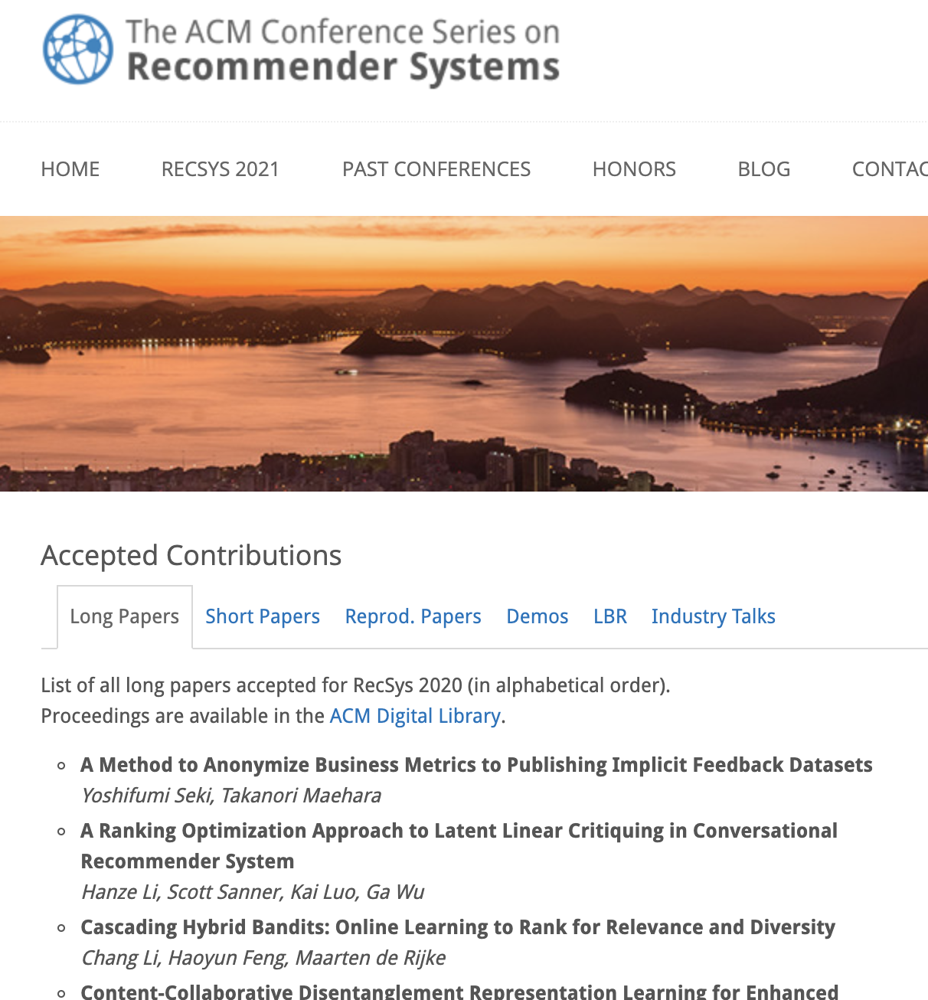 The ACM Conference Series on
Recommender Systems
HOME RECSYS 2021 PAST CONFERENCES HONORS BLOG CONTAC
Accepted Contributions
Long Papers Short Papers Reprod. Papers Demos LBR Industry Talks
List of all long papers accepted for RecSys 2020 (in alphabetical order).
Proceedings are available in the ACM Digital Library.
A Method to Anonymize Business Metrics to Publishing Implicit Feedback Datasets
Yoshifumi Seki, Takanori Maehara
A Ranking Optimization Approach to Latent Linear Critiquing in Conversational
Recommender System
Hanze Li, Scott Sanner, Kai Luo, Ga Wu
Cascading Hybrid Bandits: Online Learning to Rank for Relevance and Diversity
Chang Li, Haoyun Feng, Maarten de Rijke
Content-Collaborative Disentanglement Representation Learning for Enhanced